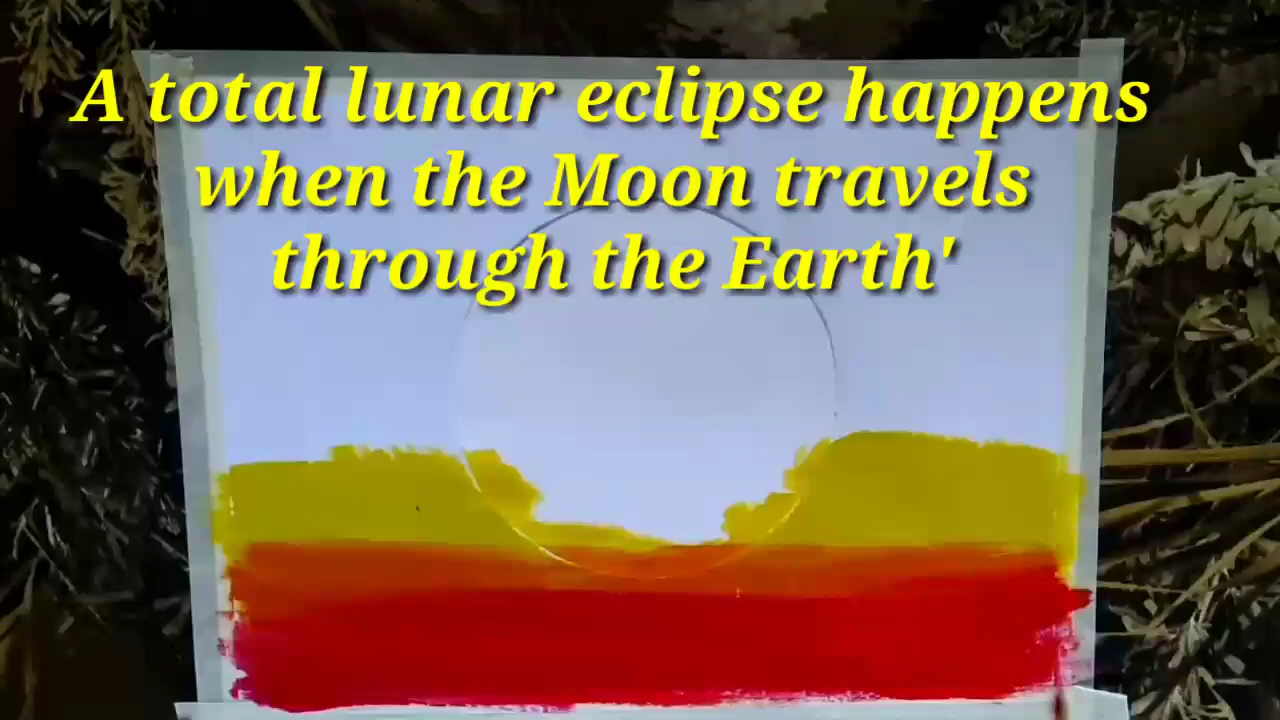 A total lunar eclipse happens
when the Moon travels
through the Earth'